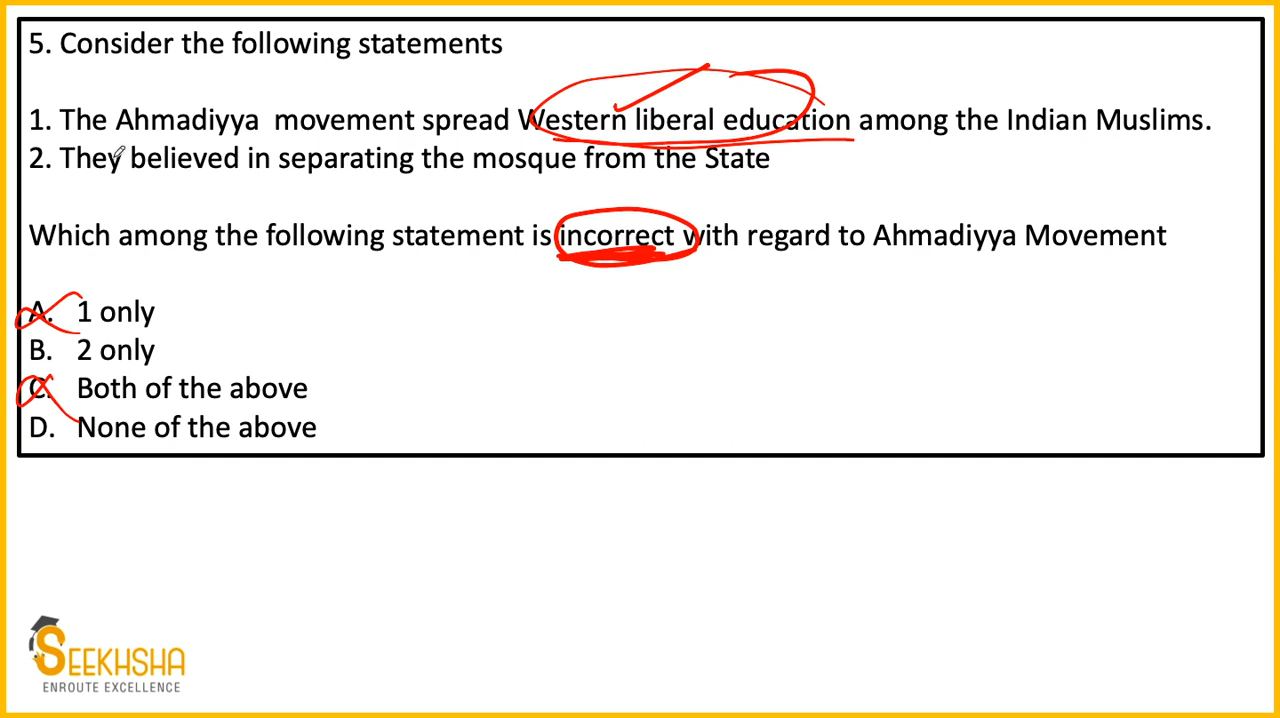 5. Consider the following statements
1. The Ahmadiyya movement spread Western liberal education among the Indian Muslims.
2. They believed in separating the mosque from the State
Which among the following statement is incorrect with regard to Ahmadiyya Movement
A. 1 only
B. 2 only
C. Both of the above
D. None of the above
SEEKHSHA
ENROUTE EXCELLENCE